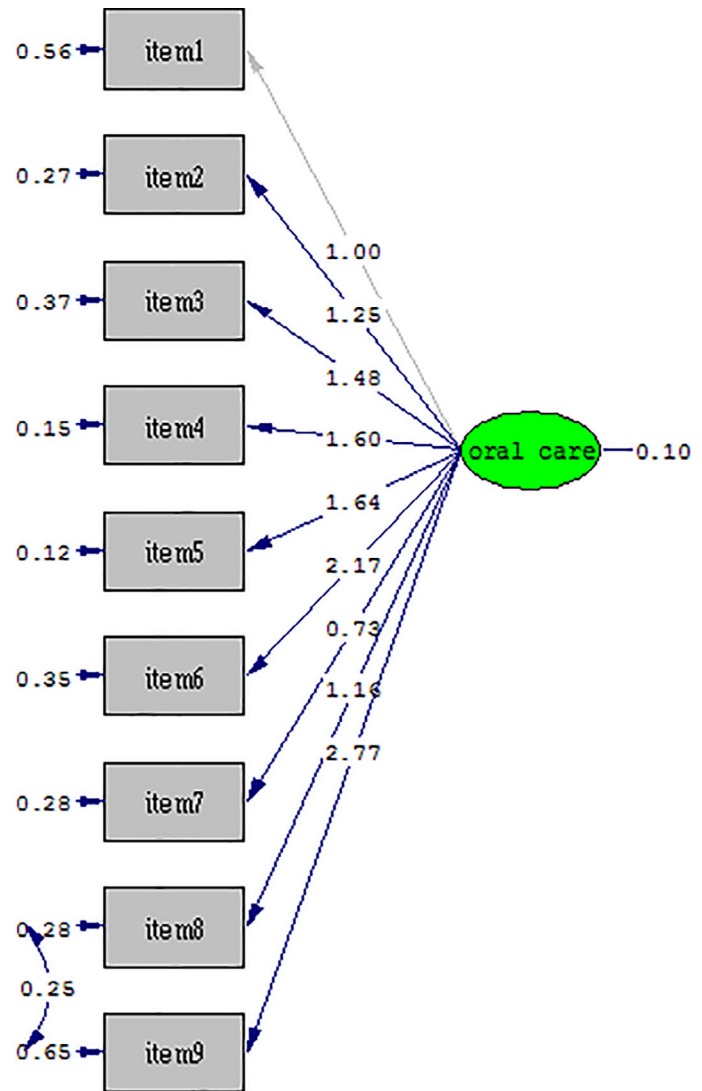 0.56 item1
0.27 item2
1.00
0.37 item3
1.25
1.48
0.15 item4
1.60
oral care 0.10
1.64
0.12 item5
2.17
0.73
0.35 item6
1.16
2.77
0.28 item7
0.28 item8
0.25
0.65 item9